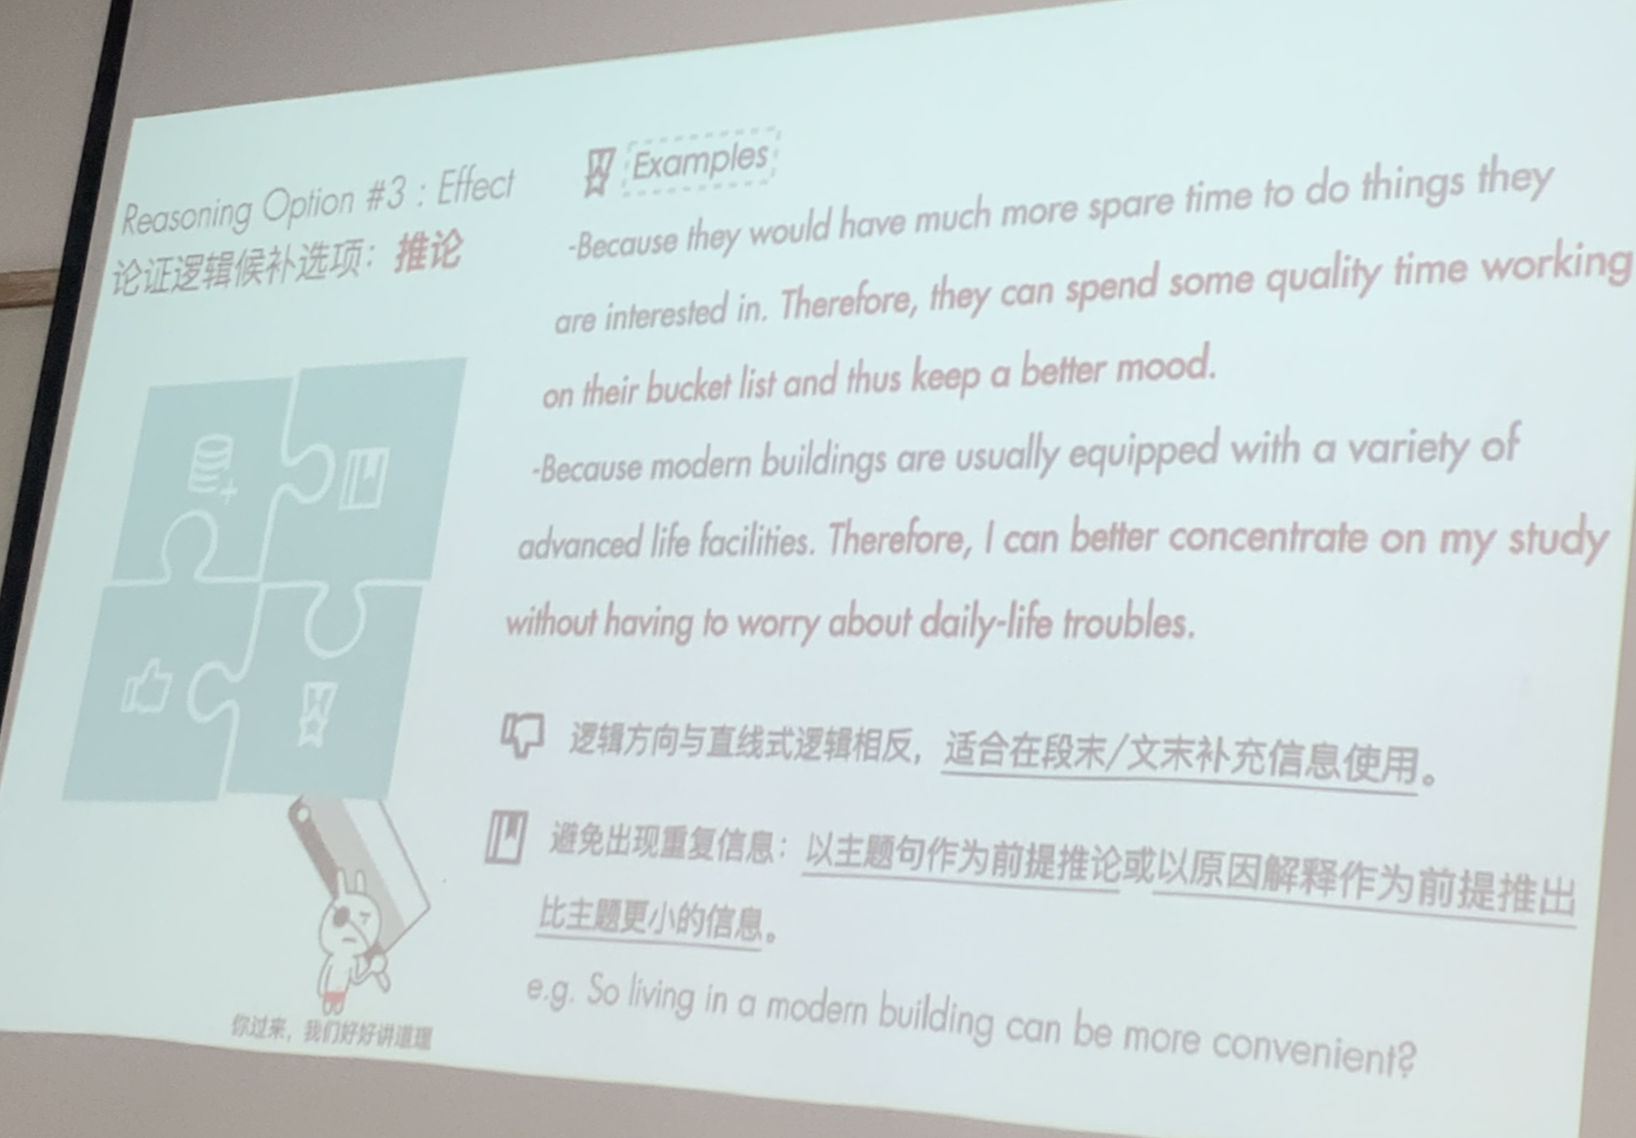 Reasoning Option #3 : Effect
论证逻辑候补选项：推论
Examples
-Because they would have much more spare time to do things they
are interested in. Therefore, they can spend some quality time working
on their bucket list and thus keep a better mood.
-Because modern buildings are usually equipped with a variety of
advanced life facilities. Therefore, I can better concentrate on my study
without having to worry about daily-life troubles.
逻辑方向与直线式逻辑相反，适合在段末/文末补充信息使用。
避免出现重复信息：以主题句作为前提推论或以原因解释作为前提推出
比主题更小的信息。
e.g. So living in a modern building can be more convenient?
你过来，我们好好讲道理